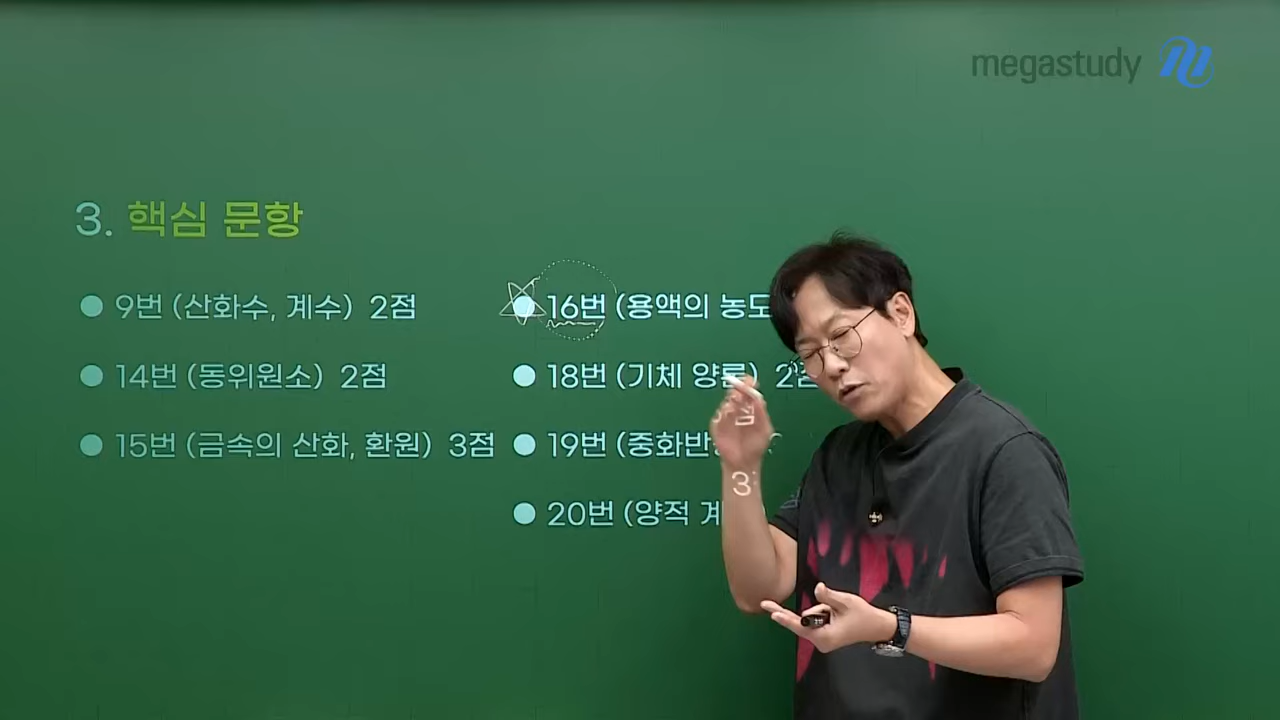 megastudy
3. 핵심 문항
9번 (산화수, 계수) 2점
14번 (동위원소) 2점
15번 (금속의 산화, 환원) 3점
16번 (용액의 농도
18번 (기체 양론) 2점
19번 (중화반
20번 (양적